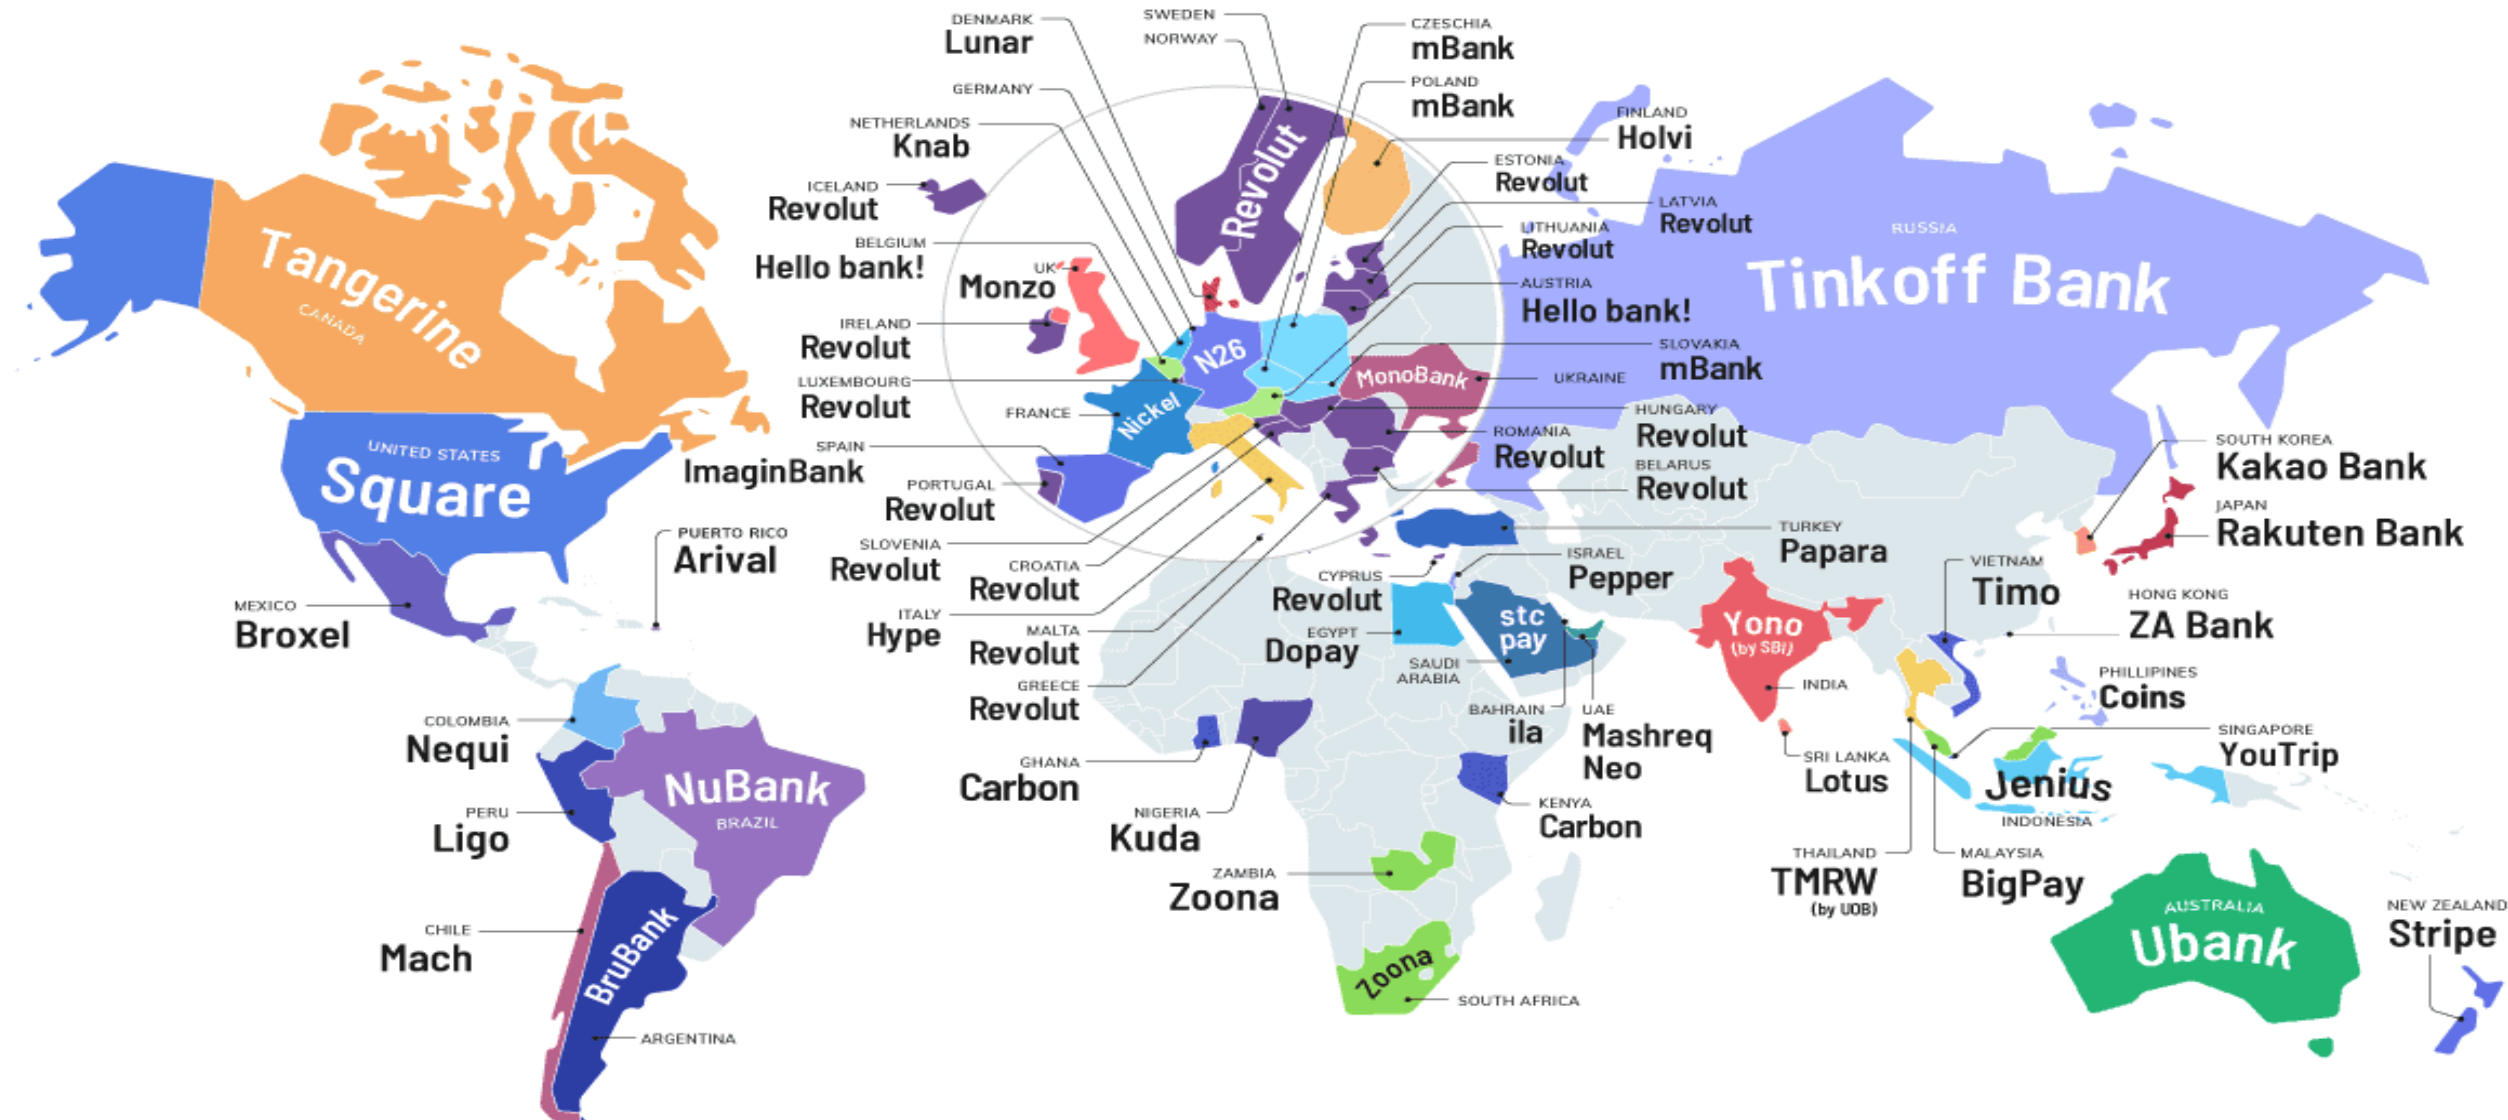 DENMARK
Lunar
SWEDEN
NORWAY
CZESCHIA
mBank
POLAND
mBank
GERMANY
NETHERLANDS
Knab
FINLAND
Holvi
ICELAND
Revolut
Revolut
ESTONIA
Revolut
LATVIA
Revolut
LITHUANIA
Revolut
BELGIUM
Hello bank!
UK
Monzo
AUSTRIA
Hello bank!
IRELAND
Revolut
N26
SLOVAKIA
mBank
LUXEMBOURG
Revolut
MonoBank
UKRAINE
FRANCE
Nickel
HUNGARY
Revolut
SPAIN
ImaginBank
ROMANIA
Revolut
BELARUS
Revolut
PORTUGAL
Revolut
SLOVENIA
Revolut
CROATIA
Revolut
ITALY
Hype
MALTA
Revolut
GREECE
Revolut
RUSSIA
Tinkoff Bank
Tangerine
CANADA
UNITED STATES
Square
PUERTO RICO
Arival
MEXICO
Broxel
COLOMBIA
Nequi
PERU
Ligo
NuBank
BRAZIL
CHILE
Mach
BruBank
ARGENTINA
TURKEY
Papara
ISRAEL
Pepper
CYPRUS
Revolut
EGYPT
Dopay
stc
pay
SAUDI
ARABIA
BAHRAIN
ila
UAE
Mashreq
Neo
GHANA
Carbon
NIGERIA
Kuda
KENYA
Carbon
ZAMBIA
Zoona
Zoona
SOUTH AFRICA
SOUTH KOREA
Kakao Bank
JAPAN
Rakuten Bank
VIETNAM
Timo
HONG KONG
ZA Bank
Yono
(by SBI)
INDIA
PHILLIPINES
Coins
SINGAPORE
YouTrip
SRI LANKA
Lotus
Jenius
INDONESIA
THAILAND
TMRW
(by UOB)
MALAYSIA
BigPay
AUSTRALIA
Ubank
NEW ZEALAND
Stripe